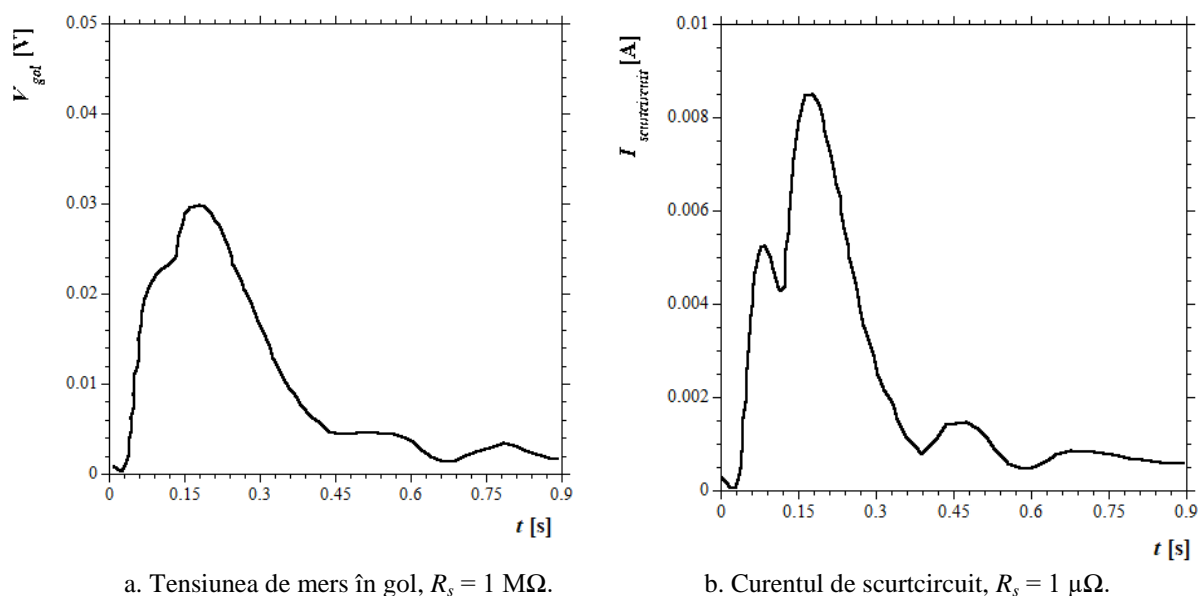 V_gol [V]
0.05
0.04
0.03
0.02
0.01
0
0 0.15 0.3 0.45 0.6 0.75 0.9
t [s]
a. Tensiunea de mers în gol, R_s = 1 MΩ.
I_scurtcircuit [A]
0.01
0.008
0.006
0.004
0.002
0
0 0.15 0.3 0.45 0.6 0.75 0.9
t [s]
b. Curentul de scurtcircuit, R_s = 1 μΩ.